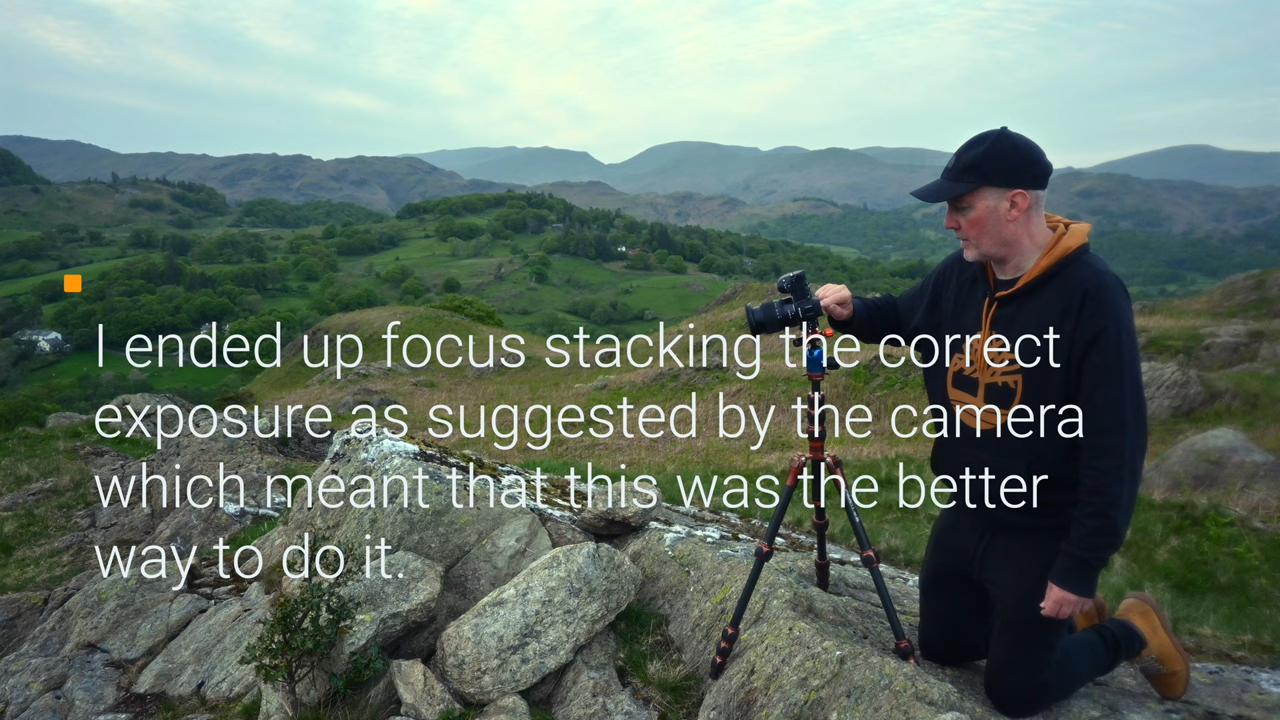 I ended up focus stacking the correct
exposure as suggested by the camera
which meant that this was the better
way to do it.